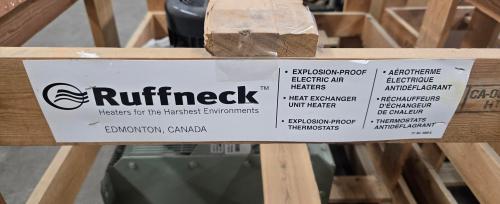 Ruffneck™
Heaters for the Harshest Environments
EDMONTON, CANADA
• EXPLOSION-PROOF
ELECTRIC AIR
HEATERS
• HEAT EXCHANGER
UNIT HEATER
• EXPLOSION-PROOF
THERMOSTATS
• AÉROTHERME
ÉLECTRIQUE
ANTIDÉFLAGRANT
• RÉCHAUFFEURS
D'ÉCHANGEUR
DE CHALEUR
• THERMOSTATS
ANTIDÉFLAGRANT